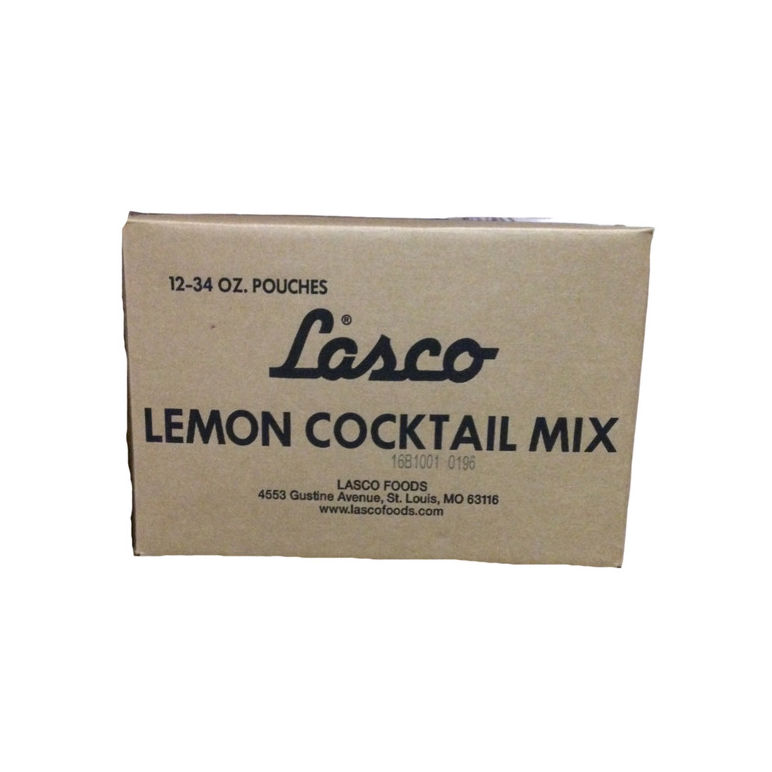 12-34 OZ. POUCHES
Lasco®
LEMON COCKTAIL MIX
16B1001 0196
LASCO FOODS
4553 Gustine Avenue, St. Louis, MO 63116
www.lascofoods.com